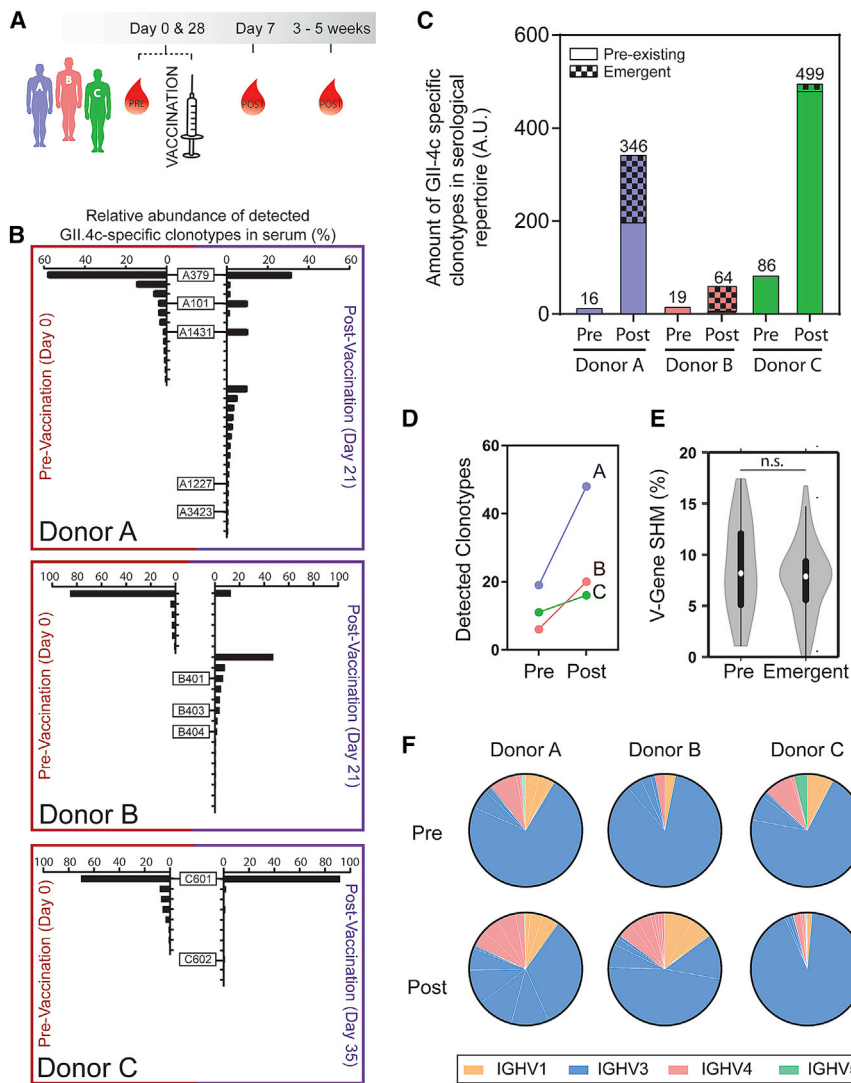 A
Day 0 & 28
Day 7
3 - 5 weeks
A
B
C
PRE
VACCINATION
POST
POST
B
Relative abundance of detected
GII.4c-specific clonotypes in serum (%)
60 40 20 0
0 20 40 60
Pre-Vaccination (Day 0)
Post-Vaccination (Day 21)
A379
A101
A1431
A1227
A3423
Donor A
100 80 60 40 20 0
0 20 40 60 80 100
Pre-Vaccination (Day 0)
Post-Vaccination (Day 21)
B401
B403
B404
Donor B
100 80 60 40 20 0
0 20 40 60 80 100
Pre-Vaccination (Day 0)
Post-Vaccination (Day 35)
C601
C602
Donor C
C
Amount of GII-4c specific
clonotypes in serological
repertoire (A.U.)
600
400
200
0
Pre-existing
Emergent
16
346
19
64
86
499
Pre Post Pre Post Pre Post
Donor A Donor B Donor C
D
Detected Clonotypes
60
40
20
0
A
B
C
Pre Post
E
V-Gene SHM (%)
20
15
10
5
0
n.s.
Pre Emergent
F
Donor A Donor B Donor C
Pre
Post
IGHV1 IGHV3 IGHV4